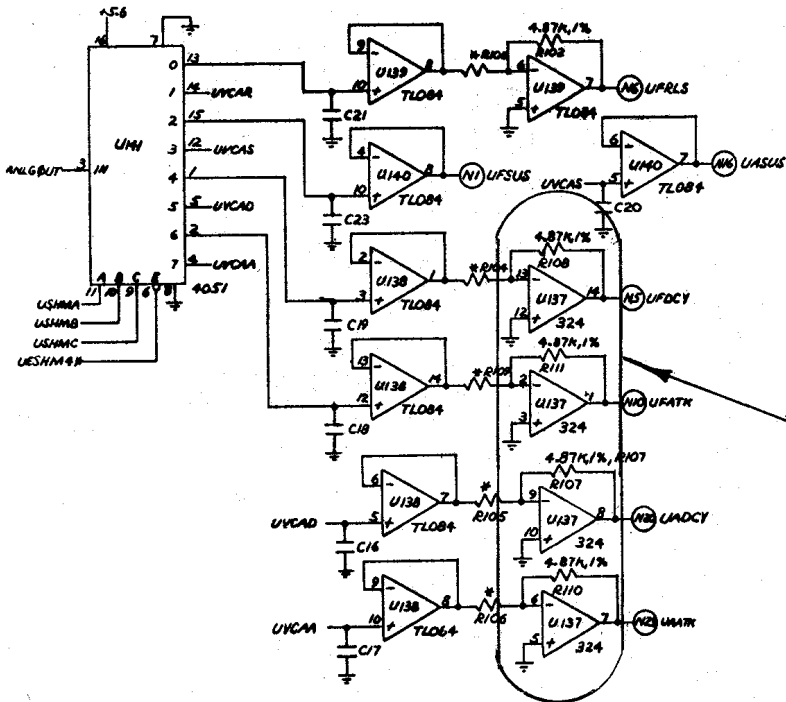 +5.6
16
7
13
0
14
1
UVCAR
15
2
12
3
UVCAS
U141
1
4
ANLGOUT
3
IN
5
5
UVCAD
2
6
4
7
UVCAA
A
B
C
E
11
10
9
6
8
4051
USHMA
USHMB
USHMC
UESHM4*
9
-
U139
8
10
+
TL084
C21
4.87K,1%
R102
6
-
U139
7
5
+
TL084
N6
UFRLS
4
-
U140
8
10
+
TL084
C23
N1
UFSUS
6
-
U140
7
5
+
TL084
UVCAS
C20
N16
UASUS
2
-
U138
1
3
+
TL084
C19
*R104
4.87K,1%
R108
13
-
U137
14
12
+
324
N5
UFDCY
13
-
U138
14
12
+
TL084
C18
*R109
4.87K,1%
R111
2
-
U137
1
3
+
324
N10
UFATK
6
-
U138
7
5
+
TL084
UVCAD
C16
*
R105
4.87K,1%, R107
R107
9
-
U137
8
10
+
324
UADCY
9
-
U138
8
10
+
TL064
UVCAA
C17
*
R106
4.87K,1%
R110
6
-
U137
7
5
+
324
UAATK